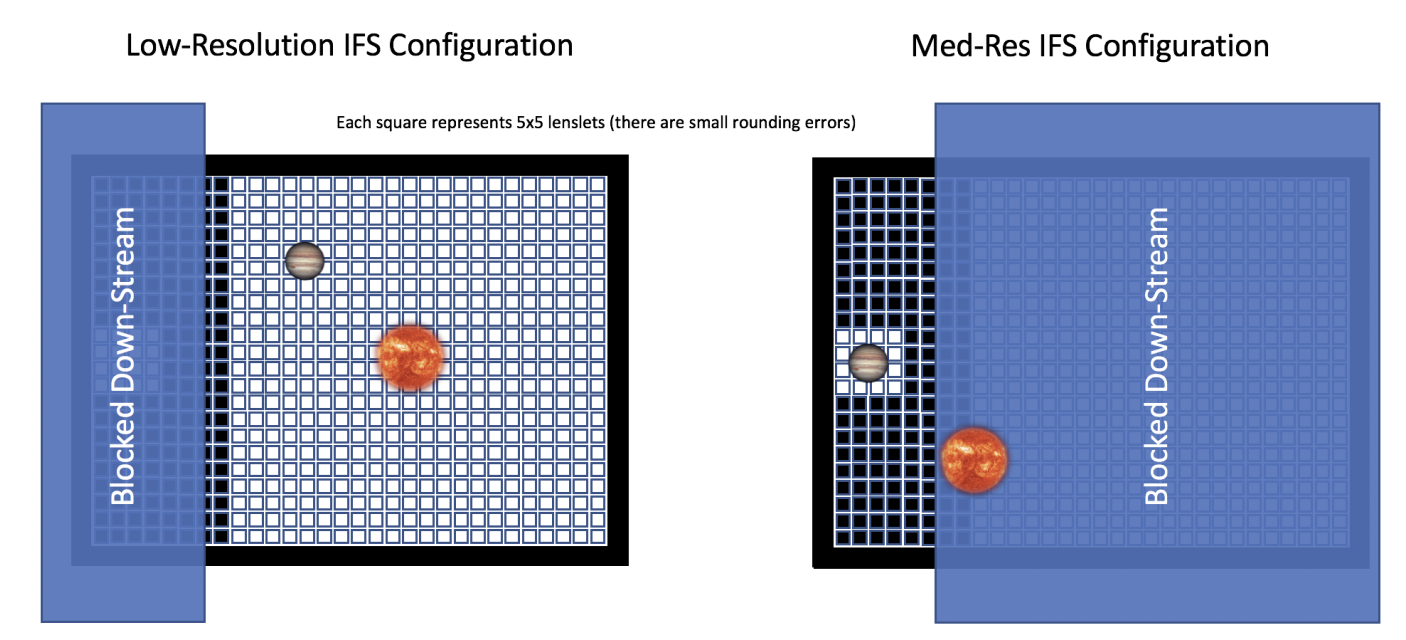 Low-Resolution IFS Configuration
Med-Res IFS Configuration
Each square represents 5x5 lenslets (there are small rounding errors)
Blocked Down-Stream
Blocked Down-Stream